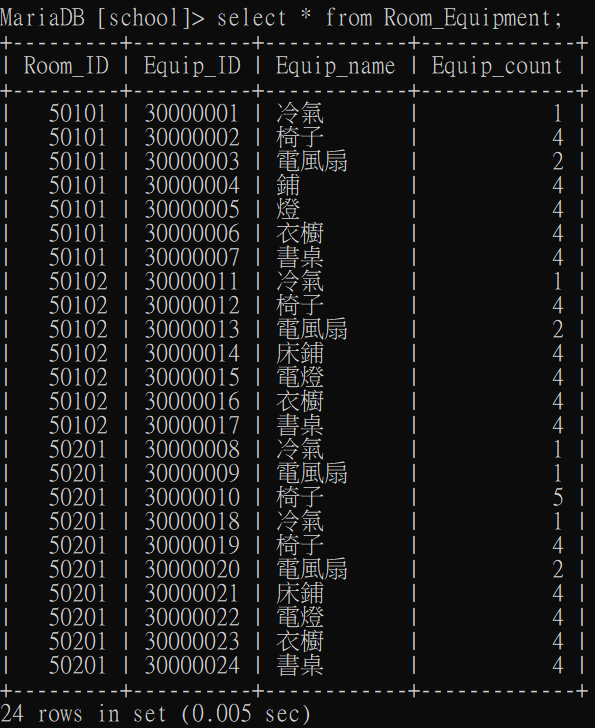 MariaDB [school]> select * from Room_Equipment;
+---------+----------+------------+-------------+
| Room_ID | Equip_ID | Equip_name | Equip_count |
+---------+----------+------------+-------------+
| 50101 | 30000001 | 冷氣 | 1 |
| 50101 | 30000002 | 椅子 | 4 |
| 50101 | 30000003 | 電風扇 | 2 |
| 50101 | 30000004 | 鋪 | 4 |
| 50101 | 30000005 | 燈 | 4 |
| 50101 | 30000006 | 衣櫥 | 4 |
| 50101 | 30000007 | 書桌 | 4 |
| 50102 | 30000011 | 冷氣 | 1 |
| 50102 | 30000012 | 椅子 | 4 |
| 50102 | 30000013 | 電風扇 | 2 |
| 50102 | 30000014 | 床鋪 | 4 |
| 50102 | 30000015 | 電燈 | 4 |
| 50102 | 30000016 | 衣櫥 | 4 |
| 50102 | 30000017 | 書桌 | 4 |
| 50201 | 30000008 | 冷氣 | 1 |
| 50201 | 30000009 | 電風扇 | 1 |
| 50201 | 30000010 | 椅子 | 5 |
| 50201 | 30000018 | 冷氣 | 1 |
| 50201 | 30000019 | 椅子 | 4 |
| 50201 | 30000020 | 電風扇 | 2 |
| 50201 | 30000021 | 床鋪 | 4 |
| 50201 | 30000022 | 電燈 | 4 |
| 50201 | 30000023 | 衣櫥 | 4 |
| 50201 | 30000024 | 書桌 | 4 |
+---------+----------+------------+-------------+
24 rows in set (0.005 sec)